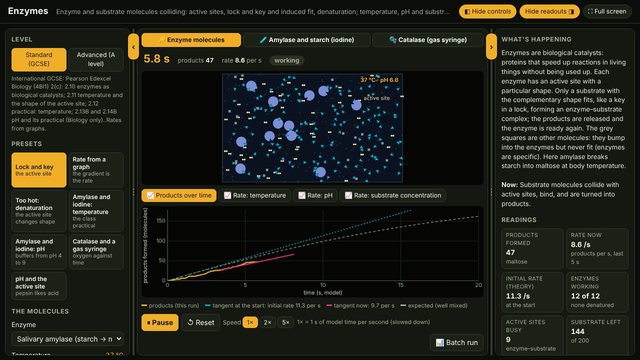 Enzymes
Enzyme and substrate molecules colliding: active sites, lock and key and induced fit, denaturation; temperature, pH and substr...
Hide controls
Hide readouts
Full screen
LEVEL
Standard (GCSE)
Advanced (A level)
International GCSE: Pearson Edexcel
Biology (4BI1) 2(c): 2.10 enzymes as
biological catalysts; 2.11 temperature and
the shape of the active site; 2.12
practical: temperature; 2.13B and 2.14B
pH and its practical (Biology only). Rates
from graphs.
PRESETS
Lock and key
the active site
Rate from a graph
the gradient is the rate
Too hot: denaturation
the active site changes shape
Amylase and iodine: temperature
the class practical
Amylase and iodine: pH
buffers from pH 4 to 9
Catalase and a gas syringe
oxygen against time
pH and the active site
pepsin likes acid
THE MOLECULES
Enzyme
Salivary amylase (starch → n
Enzyme molecules
Amylase and starch (iodine)
Catalase (gas syringe)
5.8 s
products 47
rate 8.6 per s
working
37 °C · pH 6.8
active site
Products over time
Rate: temperature
Rate: pH
Rate: substrate concentration
products formed (molecules)
150
100
50
0
0
5
10
15
20
time (s, model)
products (this run)
tangent at the start: initial rate 11.3 per s
tangent now: 9.7 per s
expected (well mixed)
Pause
Reset
Speed
1×
2×
5×
1× = 1 s of model time per second (slowed down)
Batch run
WHAT'S HAPPENING
Enzymes are biological catalysts:
proteins that speed up reactions in living
things without being used up. Each
enzyme has an active site with a
particular shape. Only a substrate with
the complementary shape fits, like a key
in a lock, forming an enzyme–substrate
complex; the products are released and
the enzyme is ready again. The grey
squares are other molecules: they bump
into the enzymes but never fit (enzymes
are specific). Here amylase breaks
starch into maltose at body temperature.
Now: Substrate molecules collide with
active sites, bind, and are turned into
products.
READINGS
PRODUCTS FORMED
47
maltose
RATE NOW
8.6 /s
products per s, last 5 s
INITIAL RATE (THEORY)
11.3 /s
at the start
ENZYMES WORKING
12 of 12
none denatured
ACTIVE SITES BUSY
9
enzyme–substrate
SUBSTRATE LEFT
144
of 200